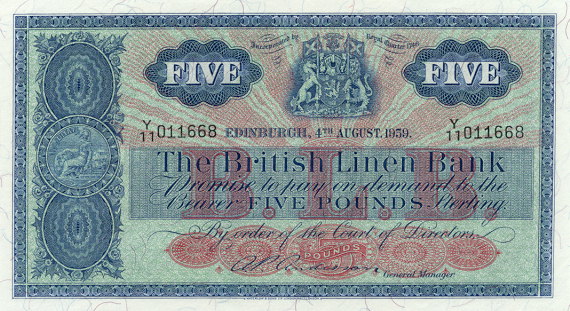 Incorporated by Royal Charter 1746
FIVE FIVE
Y/11 011668 EDINBURGH, 4TH AUGUST, 1959. Y/11 011668
The British Linen Bank
Promise to pay on demand to the
Bearer FIVE POUNDS Sterling.
B.L.B.
By order of the Court of Directors,
5
POUNDS
General Manager